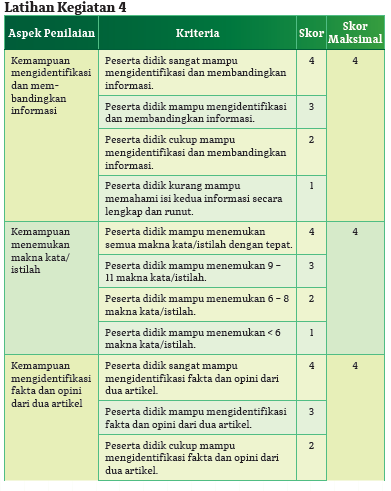 Latihan Kegiatan 4
Aspek Penilaian Kriteria Skor Skor Maksimal
Kemampuan mengidentifikasi dan mem-
bandingkan informasi
Peserta didik sangat mampu
mengidentifikasi dan membandingkan
informasi.
4
4
Peserta didik mampu mengidentifikasi
dan membandingkan informasi.
3
Peserta didik cukup mampu
mengidentifikasi dan membandingkan
informasi.
2
Peserta didik kurang mampu
memahami isi kedua informasi secara
lengkap dan runut.
1
Kemampuan
menemukan
makna kata/
istilah
Peserta didik mampu menemukan
semua makna kata/istilah dengan tepat.
4
4
Peserta didik mampu menemukan 9 –
11 makna kata/istilah.
3
Peserta didik mampu menemukan 6 – 8
makna kata/istilah.
2
Peserta didik mampu menemukan < 6
makna kata/istilah.
1
Kemampuan
mengidentifikasi
fakta dan opini
dari dua artikel
Peserta didik sangat mampu
mengidentifikasi fakta dan opini dari
dua artikel.
4
4
Peserta didik mampu mengidentifikasi
fakta dan opini dari dua artikel.
3
Peserta didik cukup mampu
mengidentifikasi fakta dan opini dari
dua artikel.
2